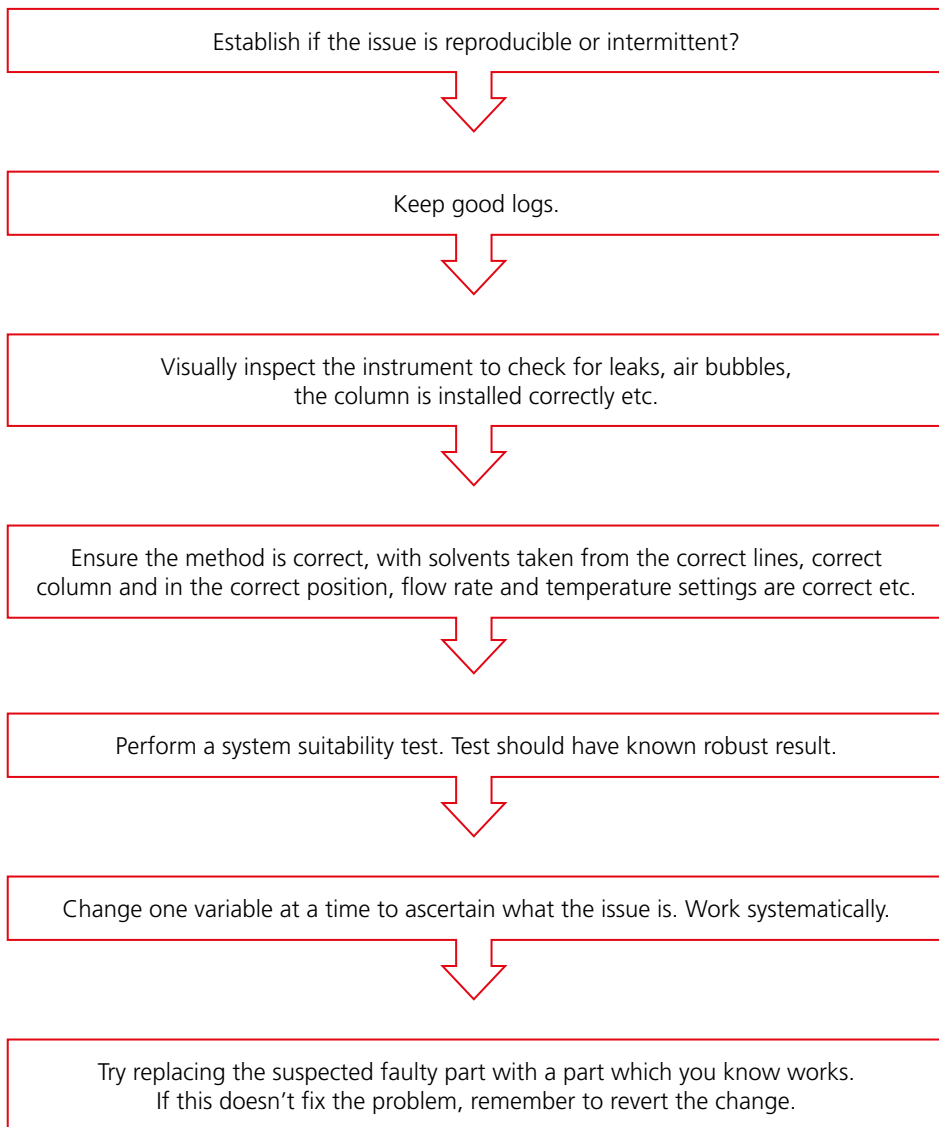 Establish if the issue is reproducible or intermittent?
Keep good logs.
Visually inspect the instrument to check for leaks, air bubbles,
the column is installed correctly etc.
Ensure the method is correct, with solvents taken from the correct lines, correct
column and in the correct position, flow rate and temperature settings are correct etc.
Perform a system suitability test. Test should have known robust result.
Change one variable at a time to ascertain what the issue is. Work systematically.
Try replacing the suspected faulty part with a part which you know works.
If this doesn't fix the problem, remember to revert the change.